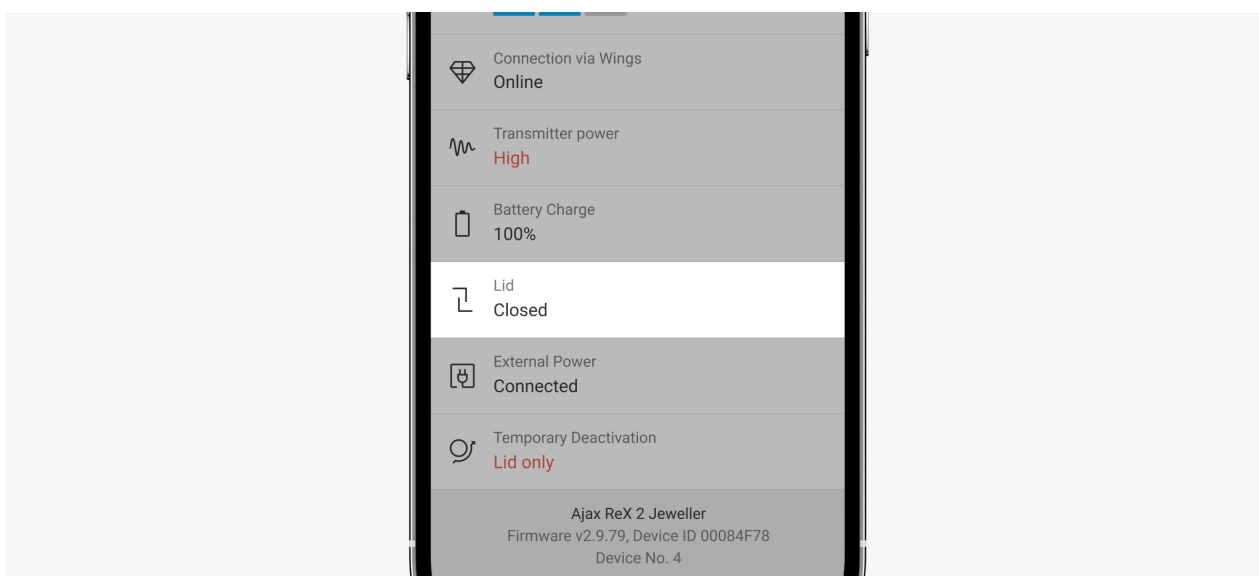 Connection via Wings
Online
Transmitter power
High
Battery Charge
100%
Lid
Closed
External Power
Connected
Temporary Deactivation
Lid only
Ajax ReX 2 Jeweller
Firmware v2.9.79, Device ID 00084F78
Device No. 4